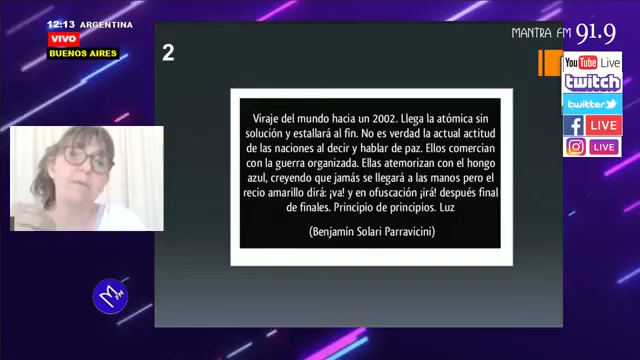 12:13 ARGENTINA
VIVO
BUENOS AIRES
2
MANTRA FM 91.9
YouTube Live
twitch
twitter
LIVE
LIVE
Viraje del mundo hacia un 2002. Llega la atómica sin
solución y estallará al fin. No es verdad la actual actitud
de las naciones al decir y hablar de paz. Ellos comercian
con la guerra organizada. Ellas atemorizan con el hongo
azul, creyendo que jamás se llegará a las manos pero el
recio amarillo dirá: ¡va! y en ofuscación ¡irá! después final
de finales. Principio de principios. Luz
(Benjamín Solari Parravicini)
M FM